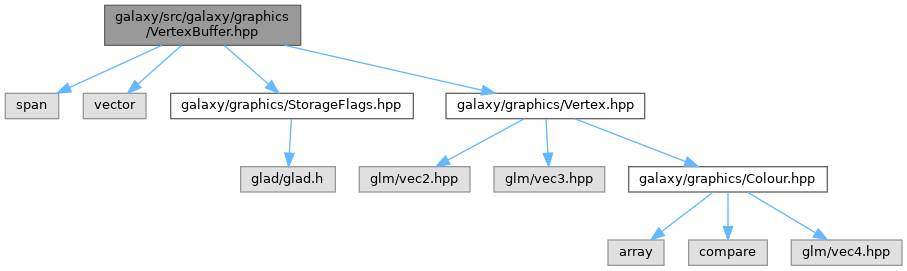 galaxy/src/galaxy/graphics
/VertexBuffer.hpp
span
vector
galaxy/graphics/StorageFlags.hpp
galaxy/graphics/Vertex.hpp
glad/glad.h
glm/vec2.hpp
glm/vec3.hpp
galaxy/graphics/Colour.hpp
array
compare
glm/vec4.hpp